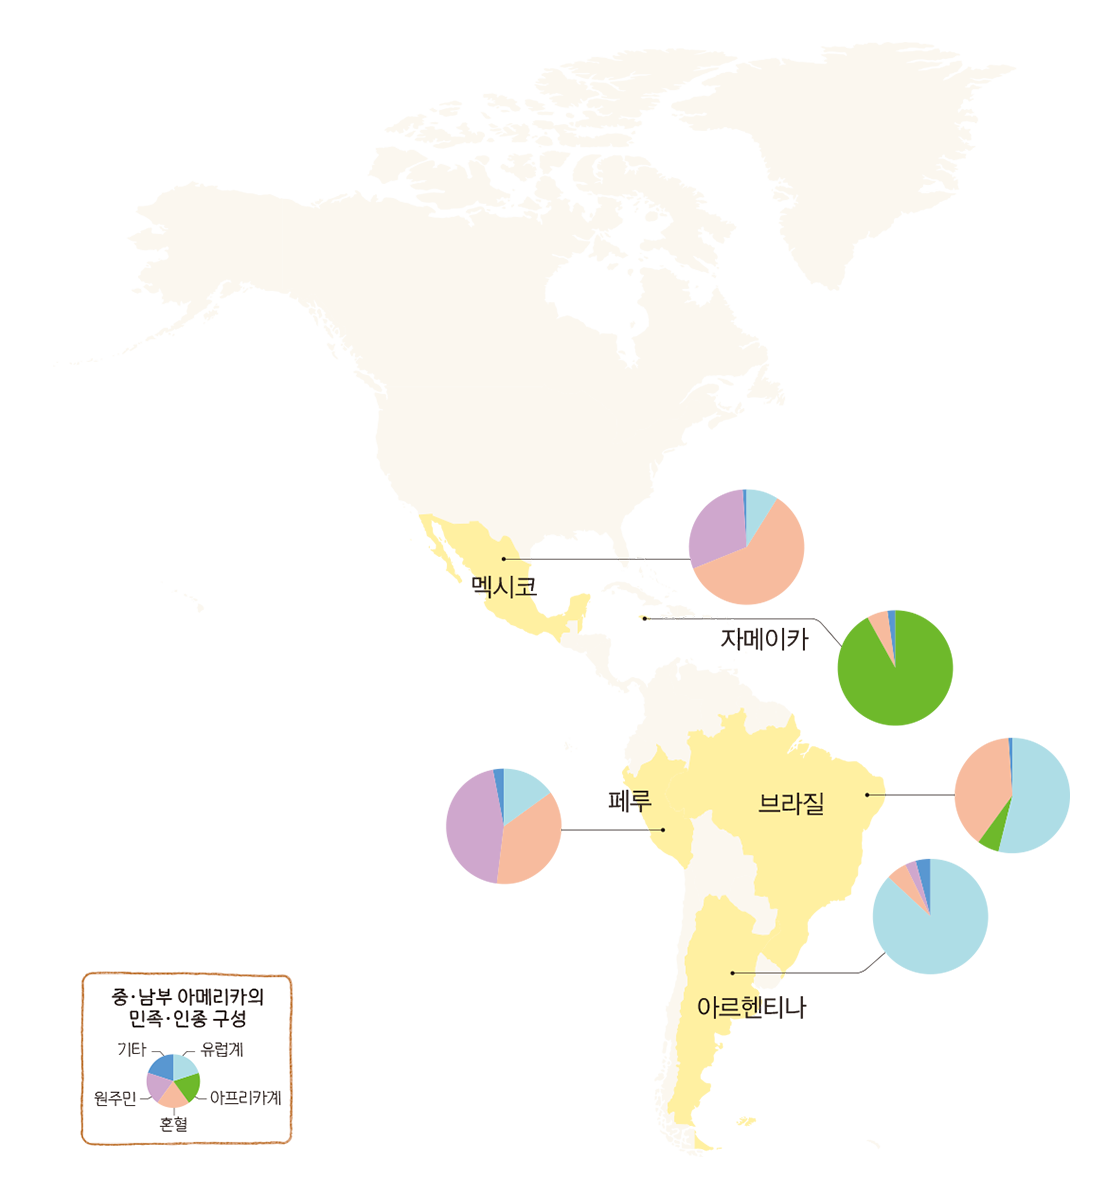 멕시코
자메이카
페루
브라질
아르헨티나
중·남부 아메리카의
민족·인종 구성
기타
유럽계
원주민
아프리카계
혼혈